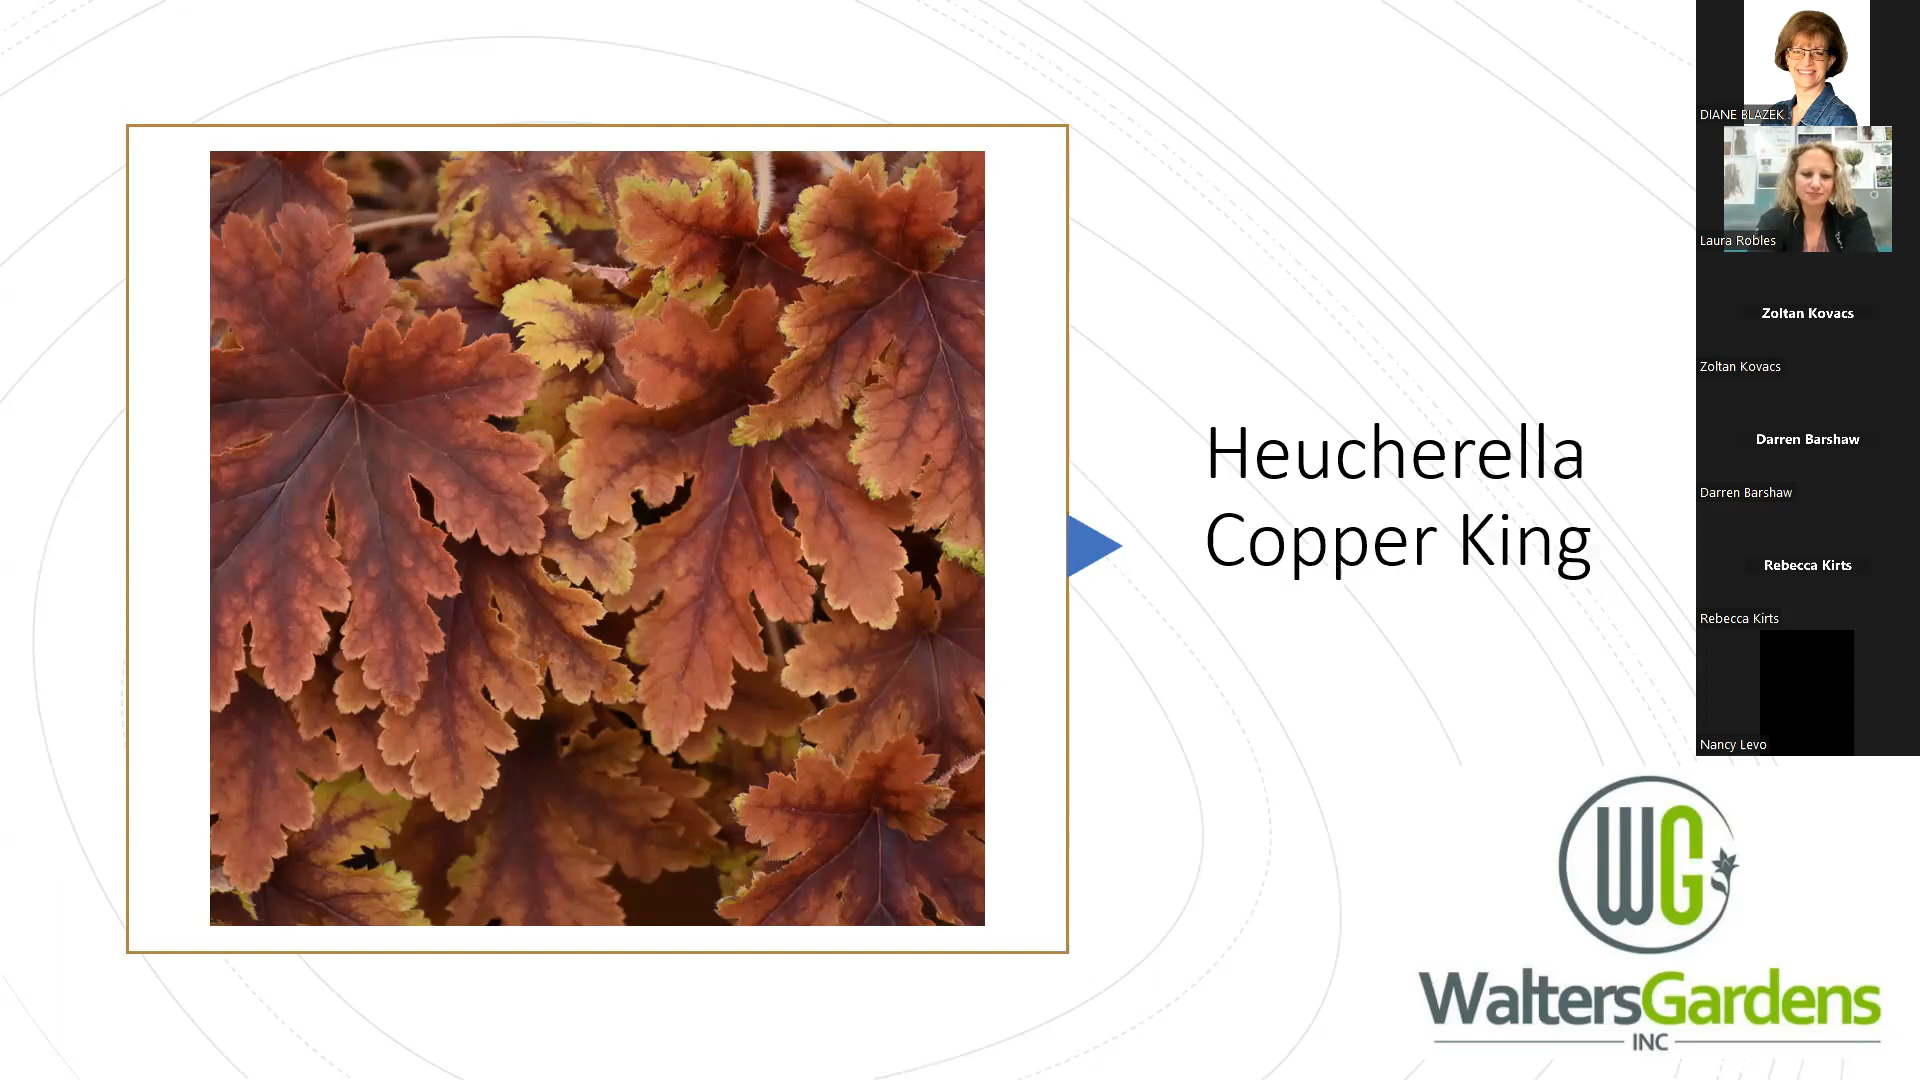 Heucherella
Copper King
DIANE BLAZEK
Laura Robles
Zoltan Kovacs
Zoltan Kovacs
Darren Barshaw
Darren Barshaw
Rebecca Kirts
Rebecca Kirts
Nancy Levo
WG
WaltersGardens
INC